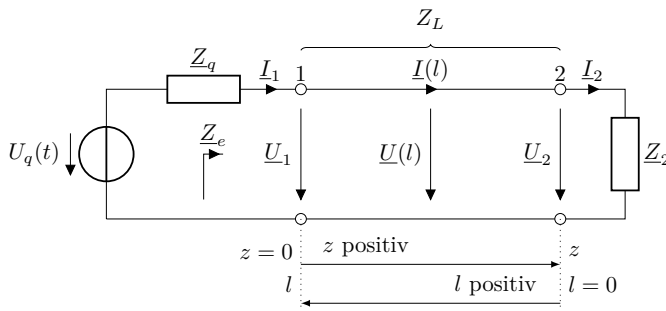 Z_L
Z_q I_1 1 I(l) 2 I_2
U_q(t) Z_e U_1 U(l) U_2 Z_2
z = 0 z positiv z
l l positiv l = 0